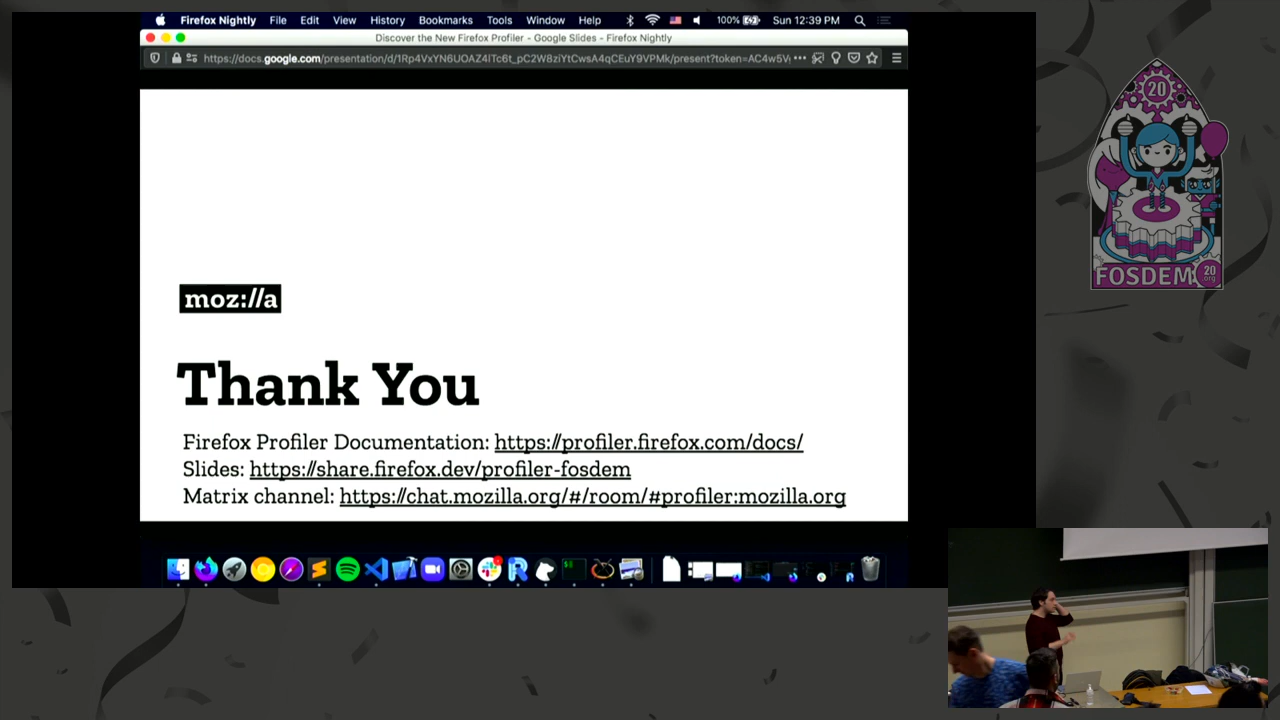 Firefox Nightly File Edit View History Bookmarks Tools Window Help 100% Sun 12:39 PM
Discover the New Firefox Profiler - Google Slides - Firefox Nightly
moz://a
Thank You
Firefox Profiler Documentation: https://profiler.firefox.com/docs/
Slides: https://share.firefox.dev/profiler-fosdem
Matrix channel: https://chat.mozilla.org/#/room/#profiler:mozilla.org
20
FOSDEM
20
.org